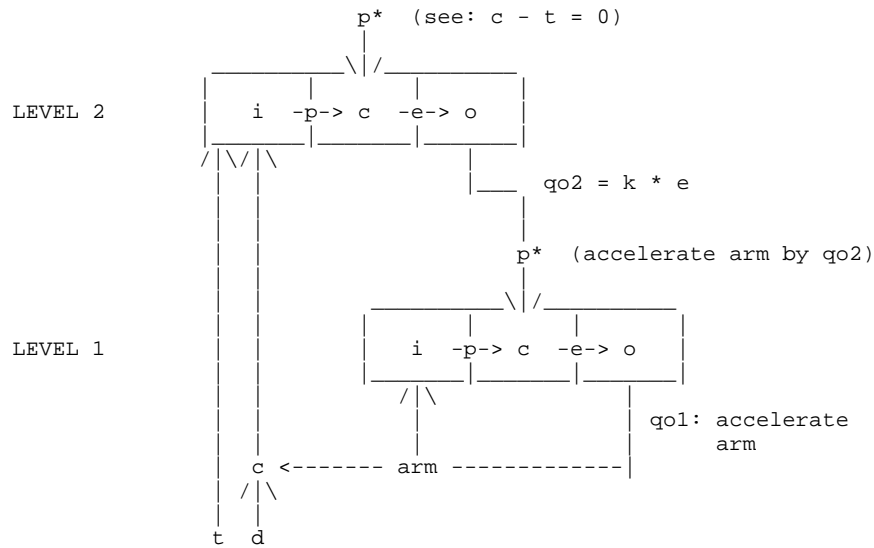 p* (see: c - t = 0)
LEVEL 2 i -p-> c -e-> o
qo2 = k * e
p* (accelerate arm by qo2)
LEVEL 1 i -p-> c -e-> o
qo1: accelerate
arm
c <------- arm -------------
t d